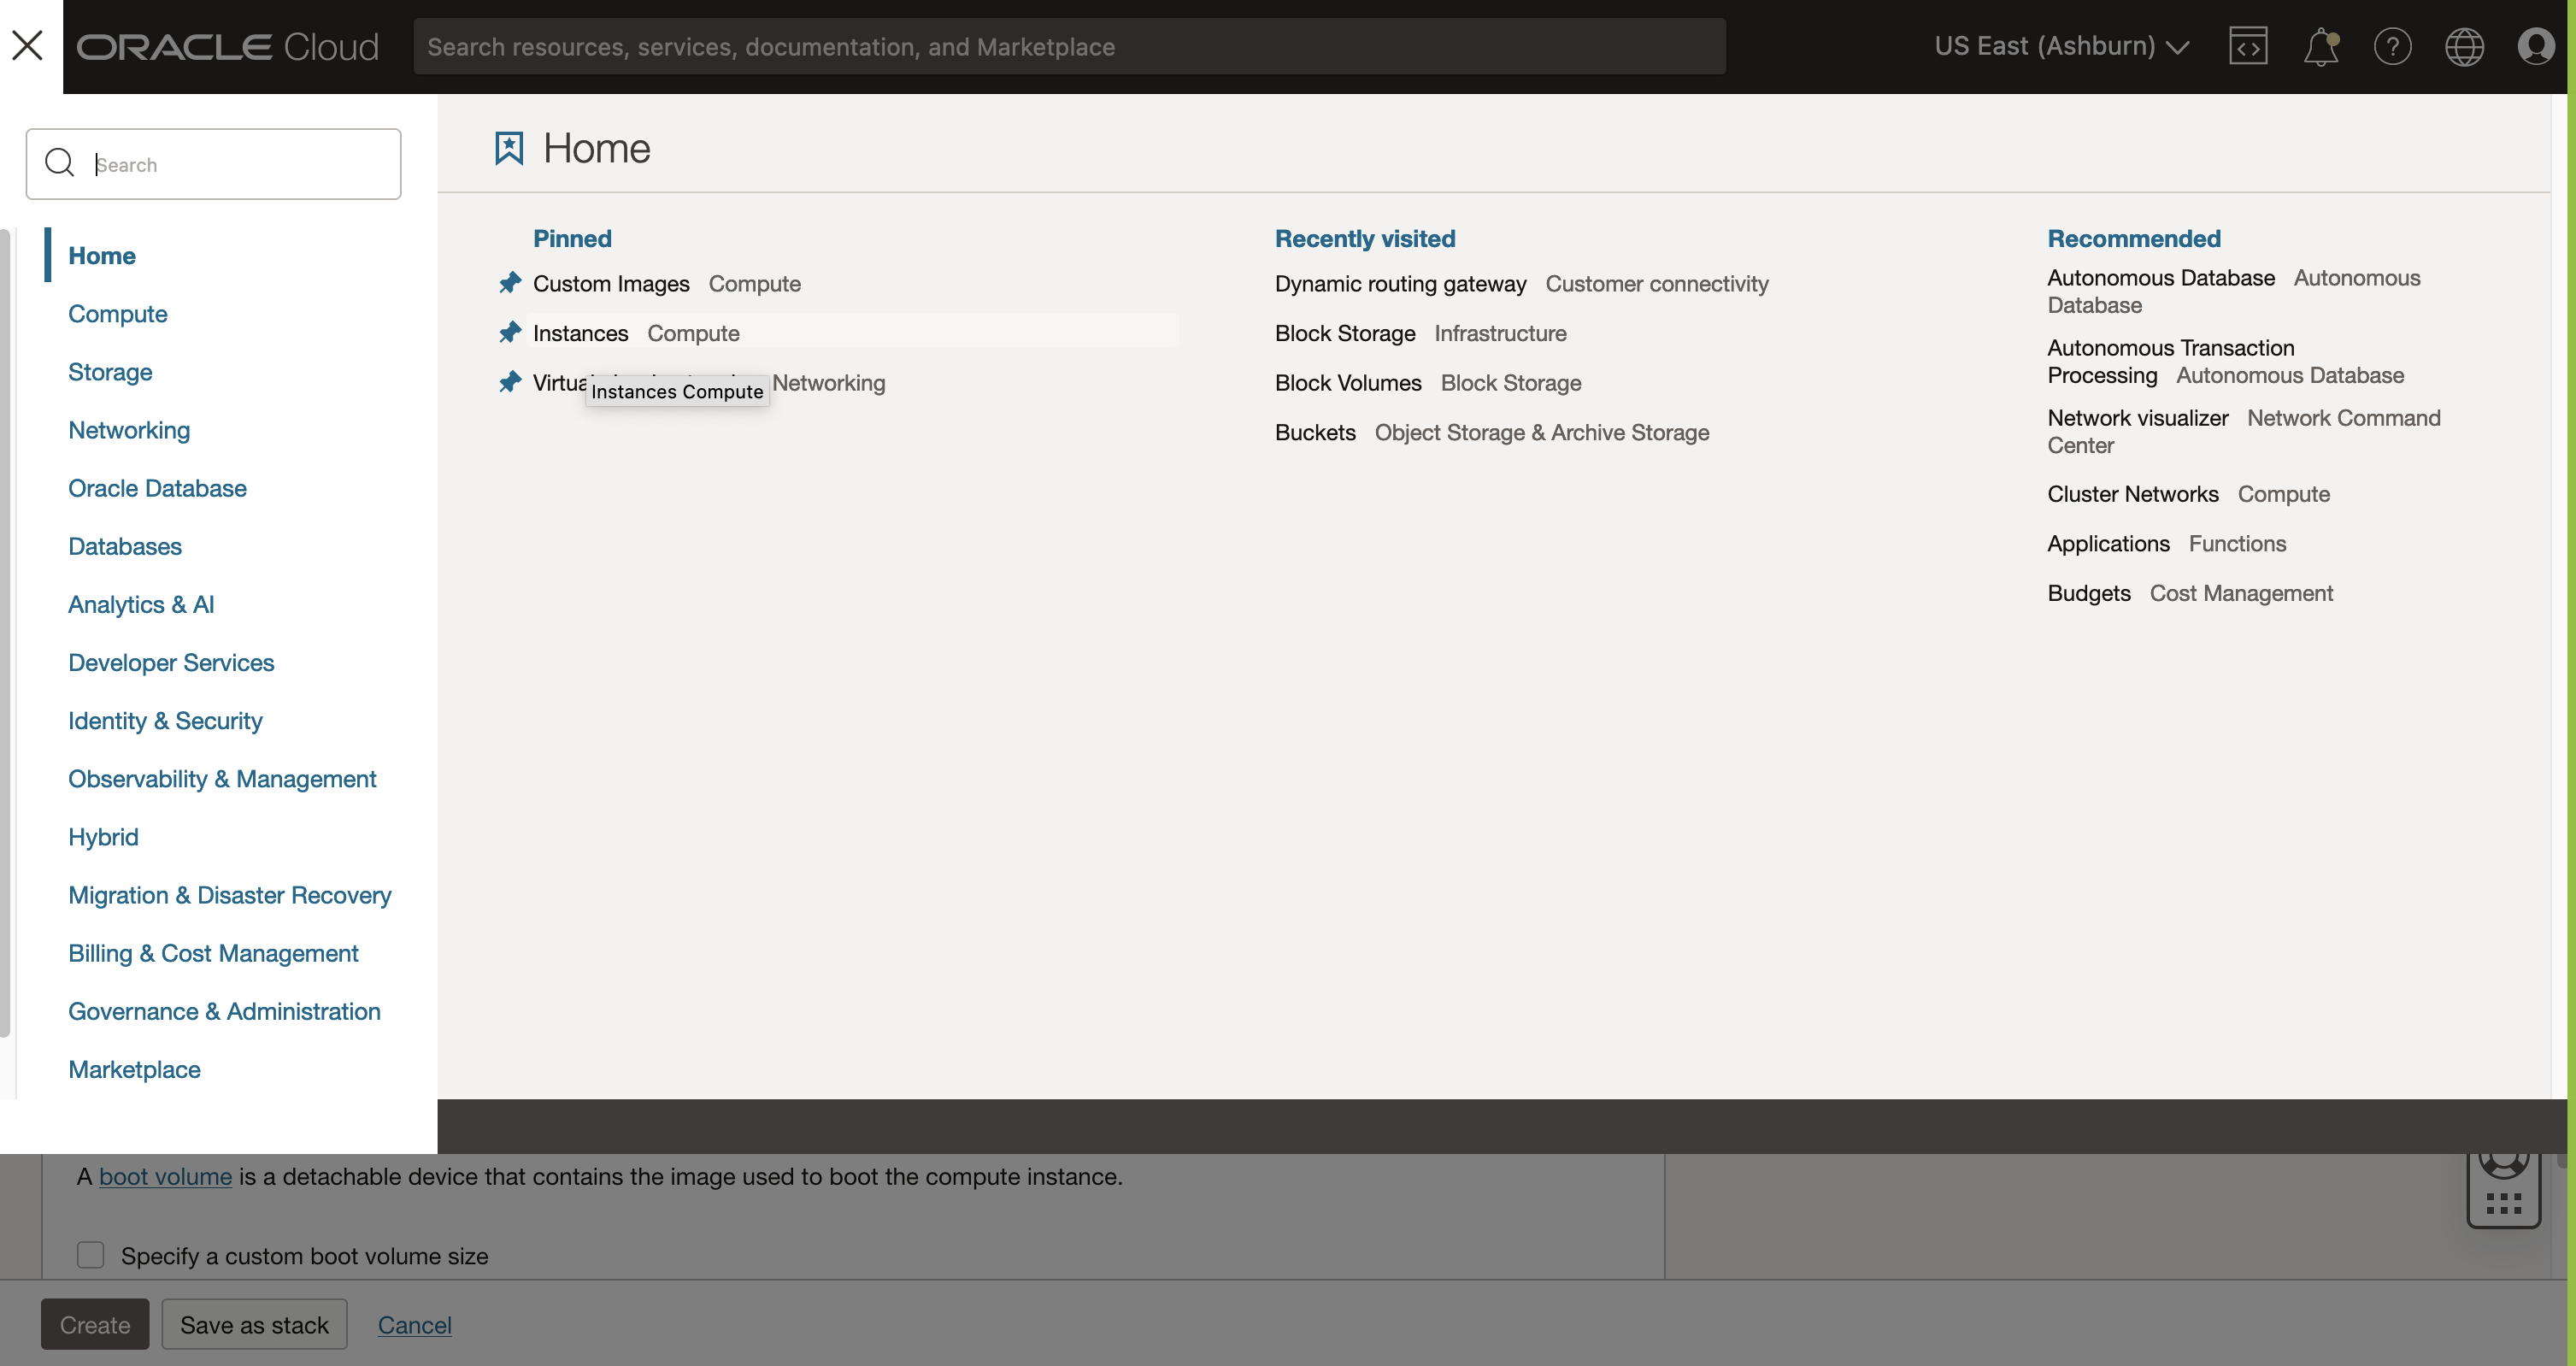 ORACLE Cloud
Search resources, services, documentation, and Marketplace
US East (Ashburn)
Search
Home
Compute
Storage
Networking
Oracle Database
Databases
Analytics & AI
Developer Services
Identity & Security
Observability & Management
Hybrid
Migration & Disaster Recovery
Billing & Cost Management
Governance & Administration
Marketplace
Home
Pinned
Custom Images Compute
Instances Compute
Networking
Instances Compute
Recently visited
Dynamic routing gateway Customer connectivity
Block Storage Infrastructure
Block Volumes Block Storage
Buckets Object Storage & Archive Storage
Recommended
Autonomous Database Autonomous
Database
Autonomous Transaction
Processing Autonomous Database
Network visualizer Network Command
Center
Cluster Networks Compute
Applications Functions
Budgets Cost Management
A boot volume is a detachable device that contains the image used to boot the compute instance.
Specify a custom boot volume size
Create
Save as stack
Cancel